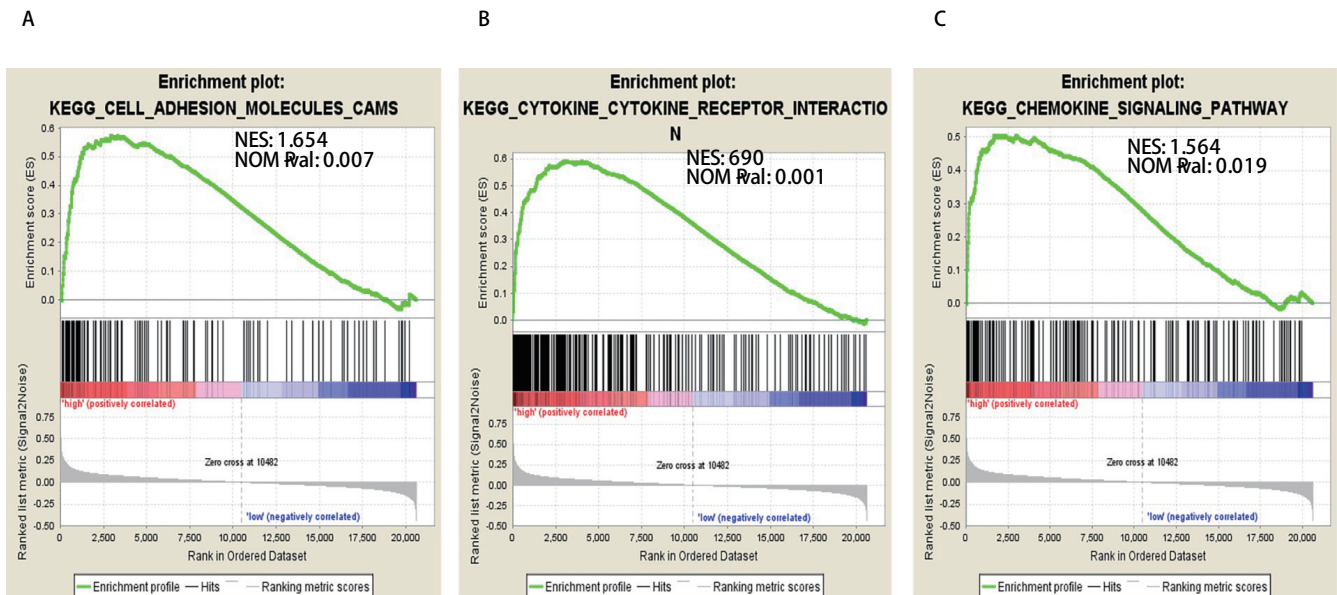 A
B
C
Enrichment plot:
KEGG_CELL_ADHESION_MOLECULES_CAMS
NES: 1.654
NOM Pval: 0.007
Enrichment score (ES)
0.6
0.5
0.4
0.3
0.2
0.1
0.0
'high' (positively correlated)
Ranked list metric (Signal2Noise)
0.75
0.50
0.25
0.00
-0.25
-0.50
Zero cross at 10482
'low' (negatively correlated)
0 2,500 5,000 7,500 10,000 12,500 15,000 17,500 20,000
Rank in Ordered Dataset
Enrichment profile Hits Ranking metric scores
Enrichment plot:
KEGG_CYTOKINE_CYTOKINE_RECEPTOR_INTERACTIO
N
NES: 690
NOM Pval: 0.001
Enrichment score (ES)
0.6
0.5
0.4
0.3
0.2
0.1
0.0
'high' (positively correlated)
Ranked list metric (Signal2Noise)
0.75
0.50
0.25
0.00
-0.25
-0.50
Zero cross at 10482
'low' (negatively correlated)
0 2,500 5,000 7,500 10,000 12,500 15,000 17,500 20,000
Rank in Ordered Dataset
Enrichment profile Hits Ranking metric scores
Enrichment plot:
KEGG_CHEMOKINE_SIGNALING_PATHWAY
NES: 1.564
NOM Pval: 0.019
Enrichment score (ES)
0.5
0.4
0.3
0.2
0.1
0.0
'high' (positively correlated)
Ranked list metric (Signal2Noise)
0.75
0.50
0.25
0.00
-0.25
-0.50
Zero cross at 10482
'low' (negatively correlated)
0 2,500 5,000 7,500 10,000 12,500 15,000 17,500 20,000
Rank in Ordered Dataset
Enrichment profile Hits Ranking metric scores